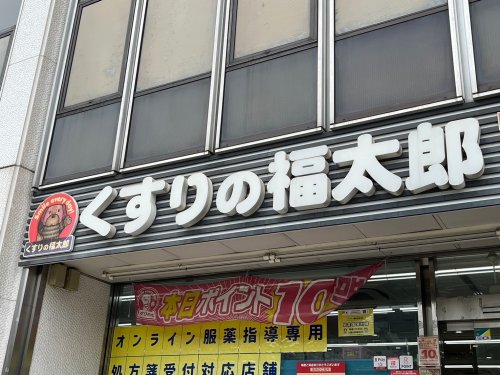 くすりの福太郎
くすりの福太郎
本日ポイント10倍
オンライン服薬指導専用
処方薬受付対応店舗